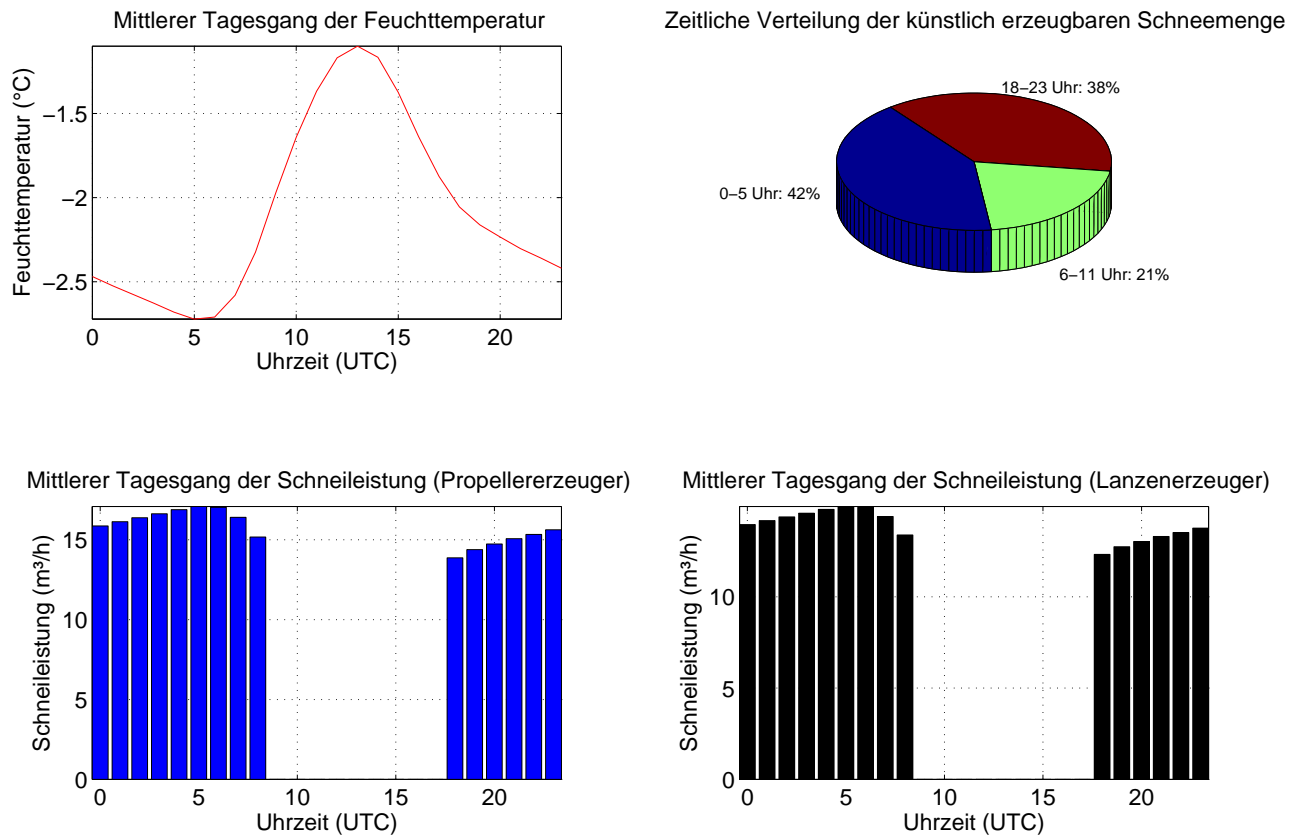 Mittlerer Tagesgang der Feuchttemperatur
−1.5
−2
−2.5
Feuchttemperatur (°C)
0 5 10 15 20
Uhrzeit (UTC)
Zeitliche Verteilung der künstlich erzeugbaren Schneemenge
18−23 Uhr: 38%
0−5 Uhr: 42%
6−11 Uhr: 21%
Mittlerer Tagesgang der Schneileistung (Propellererzeuger)
15
10
5
0
Schneileistung (m³/h)
0 5 10 15 20
Uhrzeit (UTC)
Mittlerer Tagesgang der Schneileistung (Lanzenerzeuger)
10
5
0
Schneileistung (m³/h)
0 5 10 15 20
Uhrzeit (UTC)